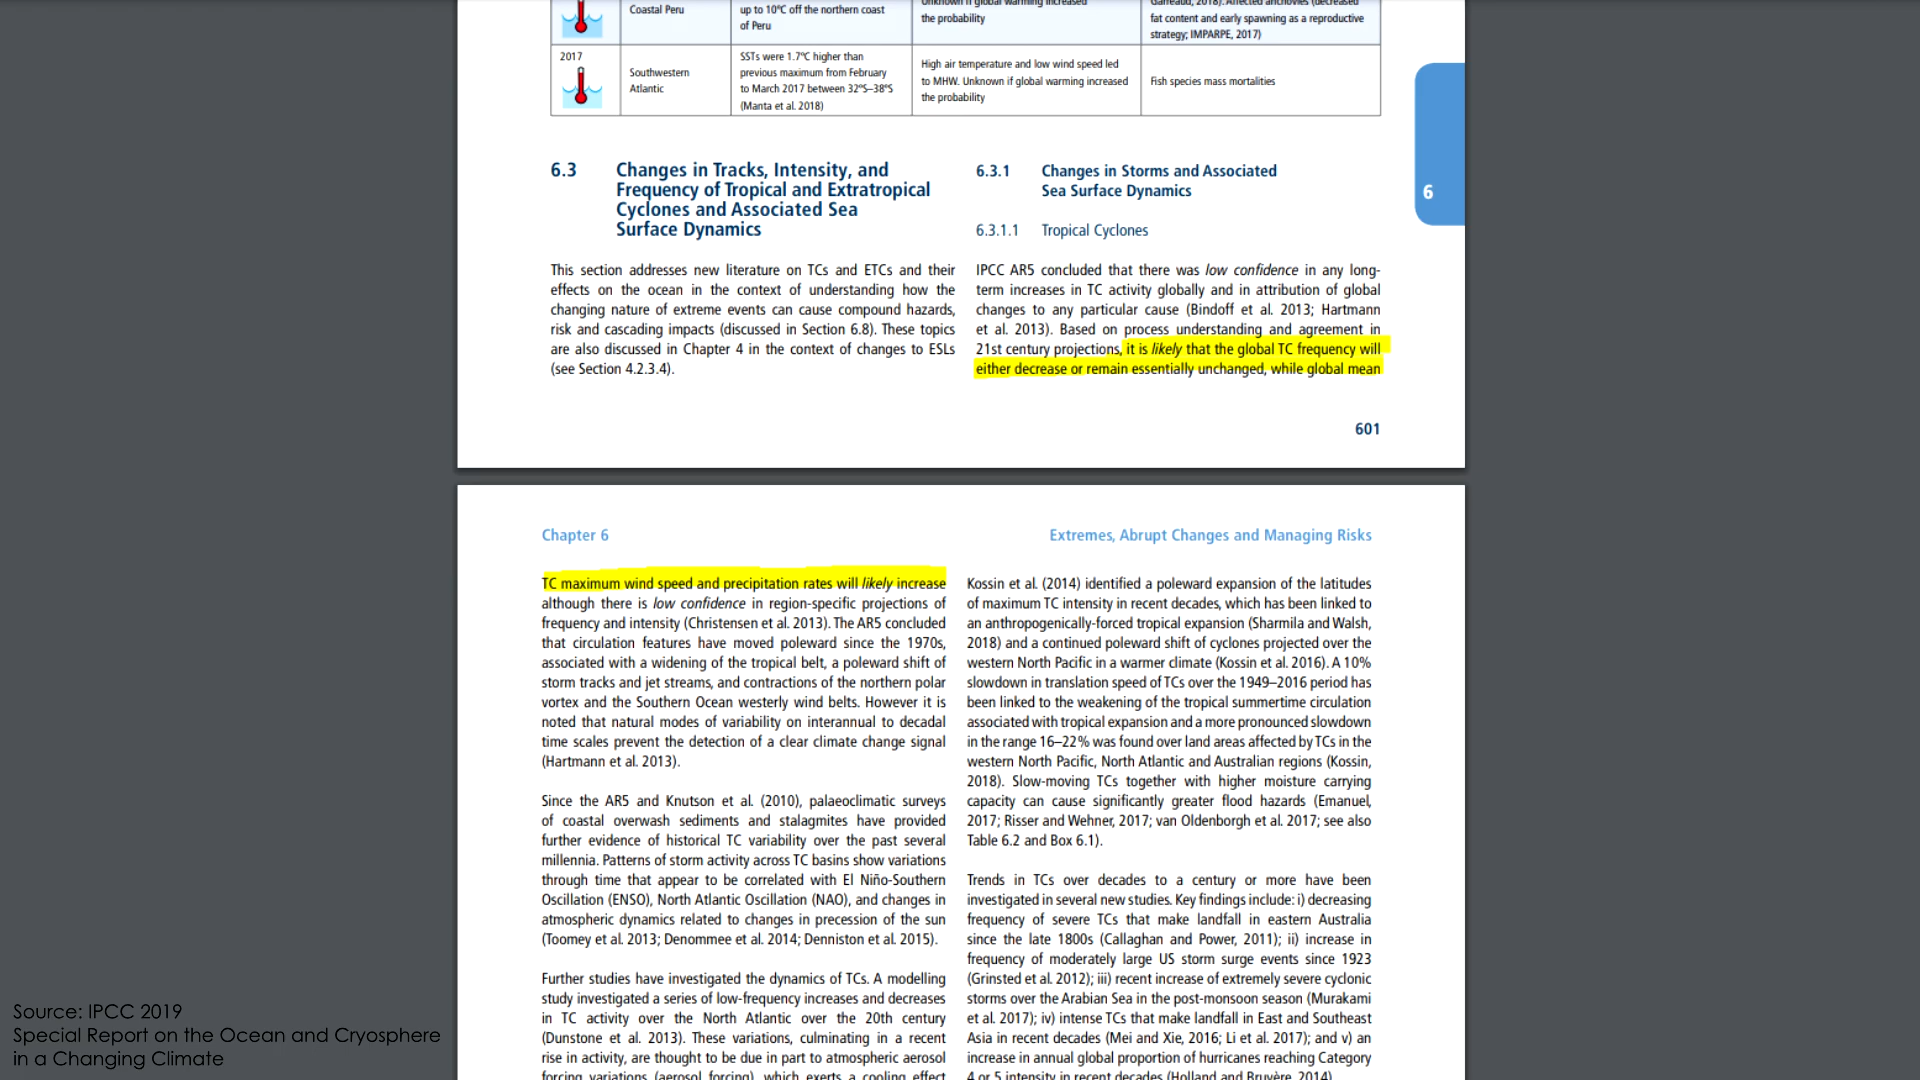 Coastal Peru
up to 10°C off the northern coast
of Peru
Unknown if global warming increased
the probability
Garreaud, 2018). Affected anchovies (decreased
fat content and early spawning as a reproductive
strategy; IMPARPE, 2017)
2017
Southwestern
Atlantic
SSTs were 1.7°C higher than
previous maximum from February
to March 2017 between 32°S–38°S
(Manta et al. 2018)
High air temperature and low wind speed led
to MHW. Unknown if global warming increased
the probability
Fish species mass mortalities
6
6.3 Changes in Tracks, Intensity, and
Frequency of Tropical and Extratropical
Cyclones and Associated Sea
Surface Dynamics
This section addresses new literature on TCs and ETCs and their
effects on the ocean in the context of understanding how the
changing nature of extreme events can cause compound hazards,
risk and cascading impacts (discussed in Section 6.8). These topics
are also discussed in Chapter 4 in the context of changes to ESLs
(see Section 4.2.3.4).
6.3.1 Changes in Storms and Associated
Sea Surface Dynamics
6.3.1.1 Tropical Cyclones
IPCC AR5 concluded that there was low confidence in any long-
term increases in TC activity globally and in attribution of global
changes to any particular cause (Bindoff et al. 2013; Hartmann
et al. 2013). Based on process understanding and agreement in
21st century projections, it is likely that the global TC frequency will
either decrease or remain essentially unchanged, while global mean
601
Chapter 6
Extremes, Abrupt Changes and Managing Risks
TC maximum wind speed and precipitation rates will likely increase
although there is low confidence in region-specific projections of
frequency and intensity (Christensen et al. 2013). The AR5 concluded
that circulation features have moved poleward since the 1970s,
associated with a widening of the tropical belt, a poleward shift of
storm tracks and jet streams, and contractions of the northern polar
vortex and the Southern Ocean westerly wind belts. However it is
noted that natural modes of variability on interannual to decadal
time scales prevent the detection of a clear climate change signal
(Hartmann et al. 2013).
Since the AR5 and Knutson et al. (2010), palaeoclimatic surveys
of coastal overwash sediments and stalagmites have provided
further evidence of historical TC variability over the past several
millennia. Patterns of storm activity across TC basins show variations
through time that appear to be correlated with El Niño-Southern
Oscillation (ENSO), North Atlantic Oscillation (NAO), and changes in
atmospheric dynamics related to changes in precession of the sun
(Toomey et al. 2013; Denommee et al. 2014; Denniston et al. 2015).
Further studies have investigated the dynamics of TCs. A modelling
study investigated a series of low-frequency increases and decreases
in TC activity over the North Atlantic over the 20th century
(Dunstone et al. 2013). These variations, culminating in a recent
rise in activity, are thought to be due in part to atmospheric aerosol
forcing variations (aerosol forcing), which exerts a cooling effect
Kossin et al. (2014) identified a poleward expansion of the latitudes
of maximum TC intensity in recent decades, which has been linked to
an anthropogenically-forced tropical expansion (Sharmila and Walsh,
2018) and a continued poleward shift of cyclones projected over the
western North Pacific in a warmer climate (Kossin et al. 2016). A 10%
slowdown in translation speed of TCs over the 1949–2016 period has
been linked to the weakening of the tropical summertime circulation
associated with tropical expansion and a more pronounced slowdown
in the range 16–22% was found over land areas affected by TCs in the
western North Pacific, North Atlantic and Australian regions (Kossin,
2018). Slow-moving TCs together with higher moisture carrying
capacity can cause significantly greater flood hazards (Emanuel,
2017; Risser and Wehner, 2017; van Oldenborgh et al. 2017; see also
Table 6.2 and Box 6.1).
Trends in TCs over decades to a century or more have been
investigated in several new studies. Key findings include: i) decreasing
frequency of severe TCs that make landfall in eastern Australia
since the late 1800s (Callaghan and Power, 2011); ii) increase in
frequency of moderately large US storm surge events since 1923
(Grinsted et al. 2012); iii) recent increase of extremely severe cyclonic
storms over the Arabian Sea in the post-monsoon season (Murakami
et al. 2017); iv) intense TCs that make landfall in East and Southeast
Asia in recent decades (Mei and Xie, 2016; Li et al. 2017); and v) an
increase in annual global proportion of hurricanes reaching Category
4 or 5 intensity in recent decades (Holland and Bruyère, 2014).
Source: IPCC 2019
Special Report on the Ocean and Cryosphere
in a Changing Climate